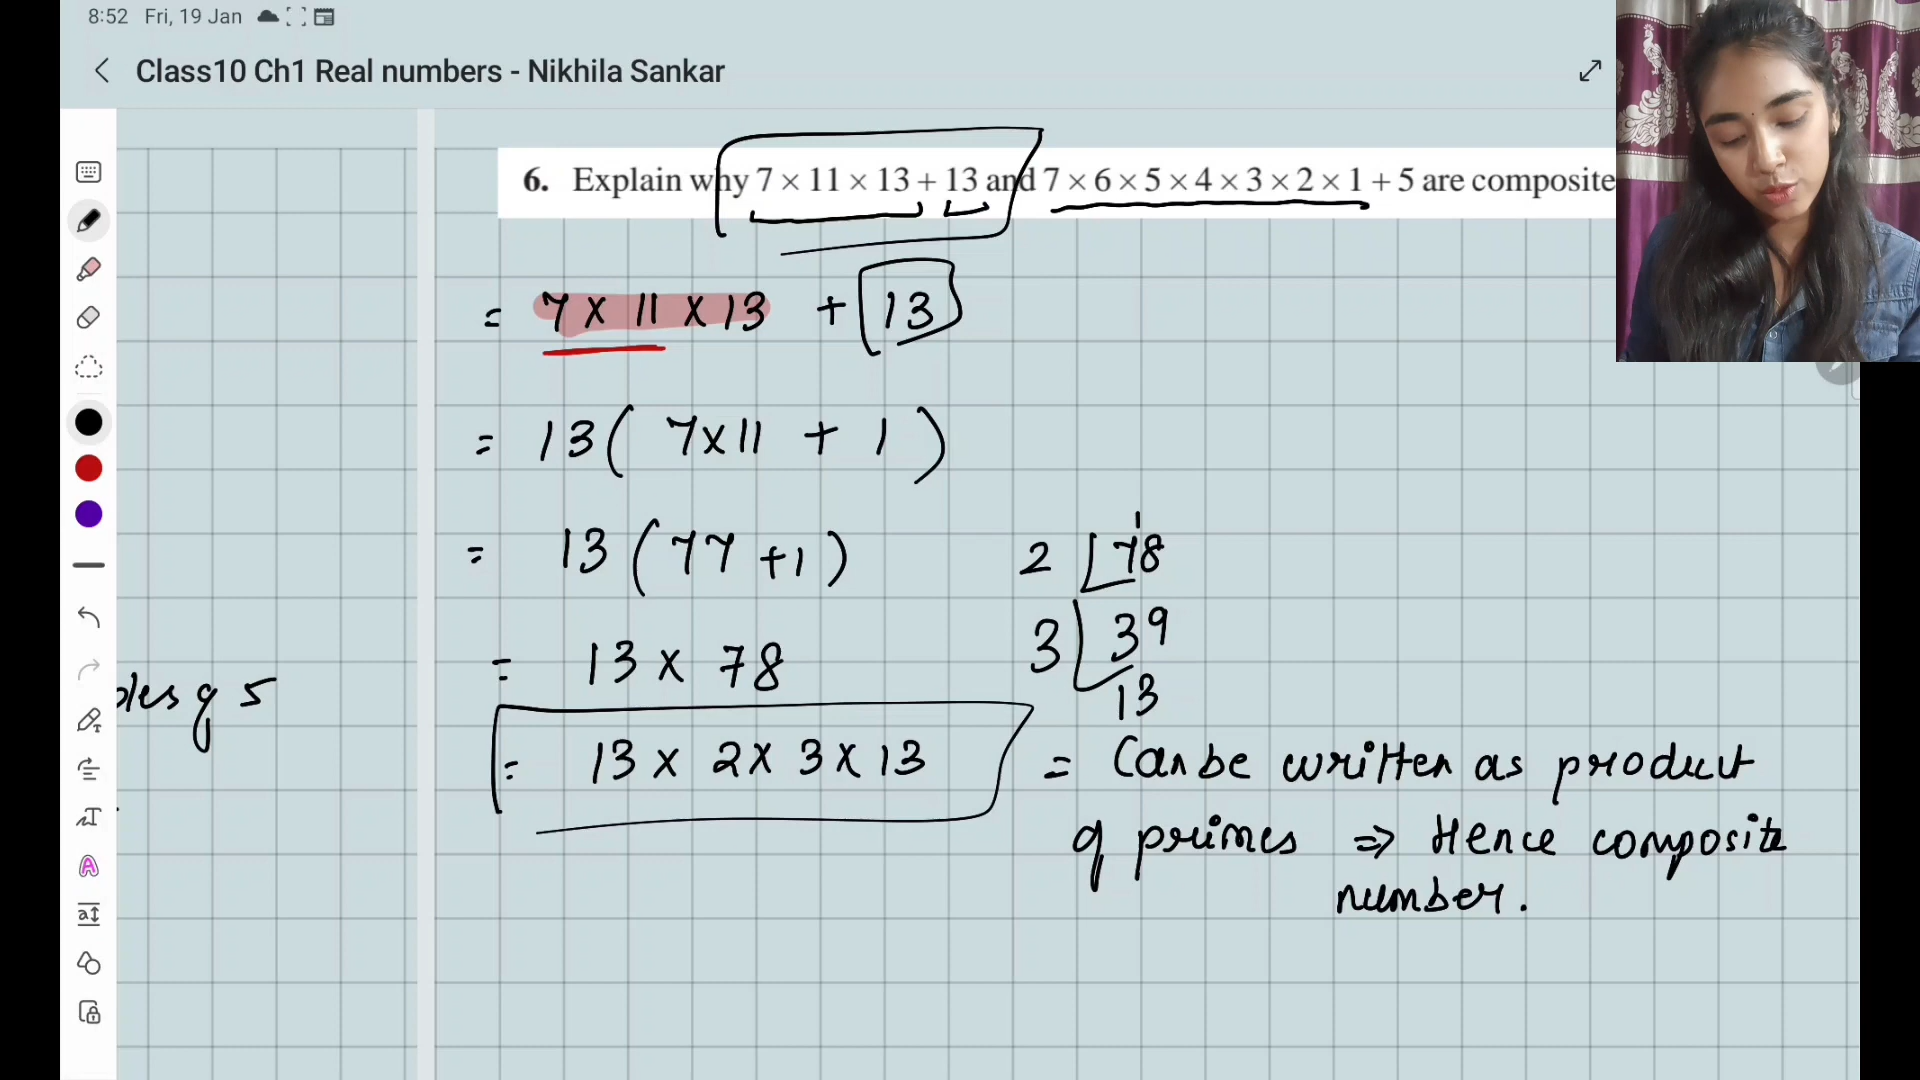 8:52 Fri, 19 Jan
Class10 Ch1 Real numbers - Nikhila Sankar
6. Explain why 7 × 11 × 13 + 13 and 7 × 6 × 5 × 4 × 3 × 2 × 1 + 5 are composite
= 7 × 11 × 13 + 13
= 13 ( 7×11 + 1 )
= 13 ( 77 +1 )
2 78
3 39
13
= 13 × 78
5
= 13 × 2 × 3 × 13
= Can be written as product
of primes ⇒ Hence composite
number.